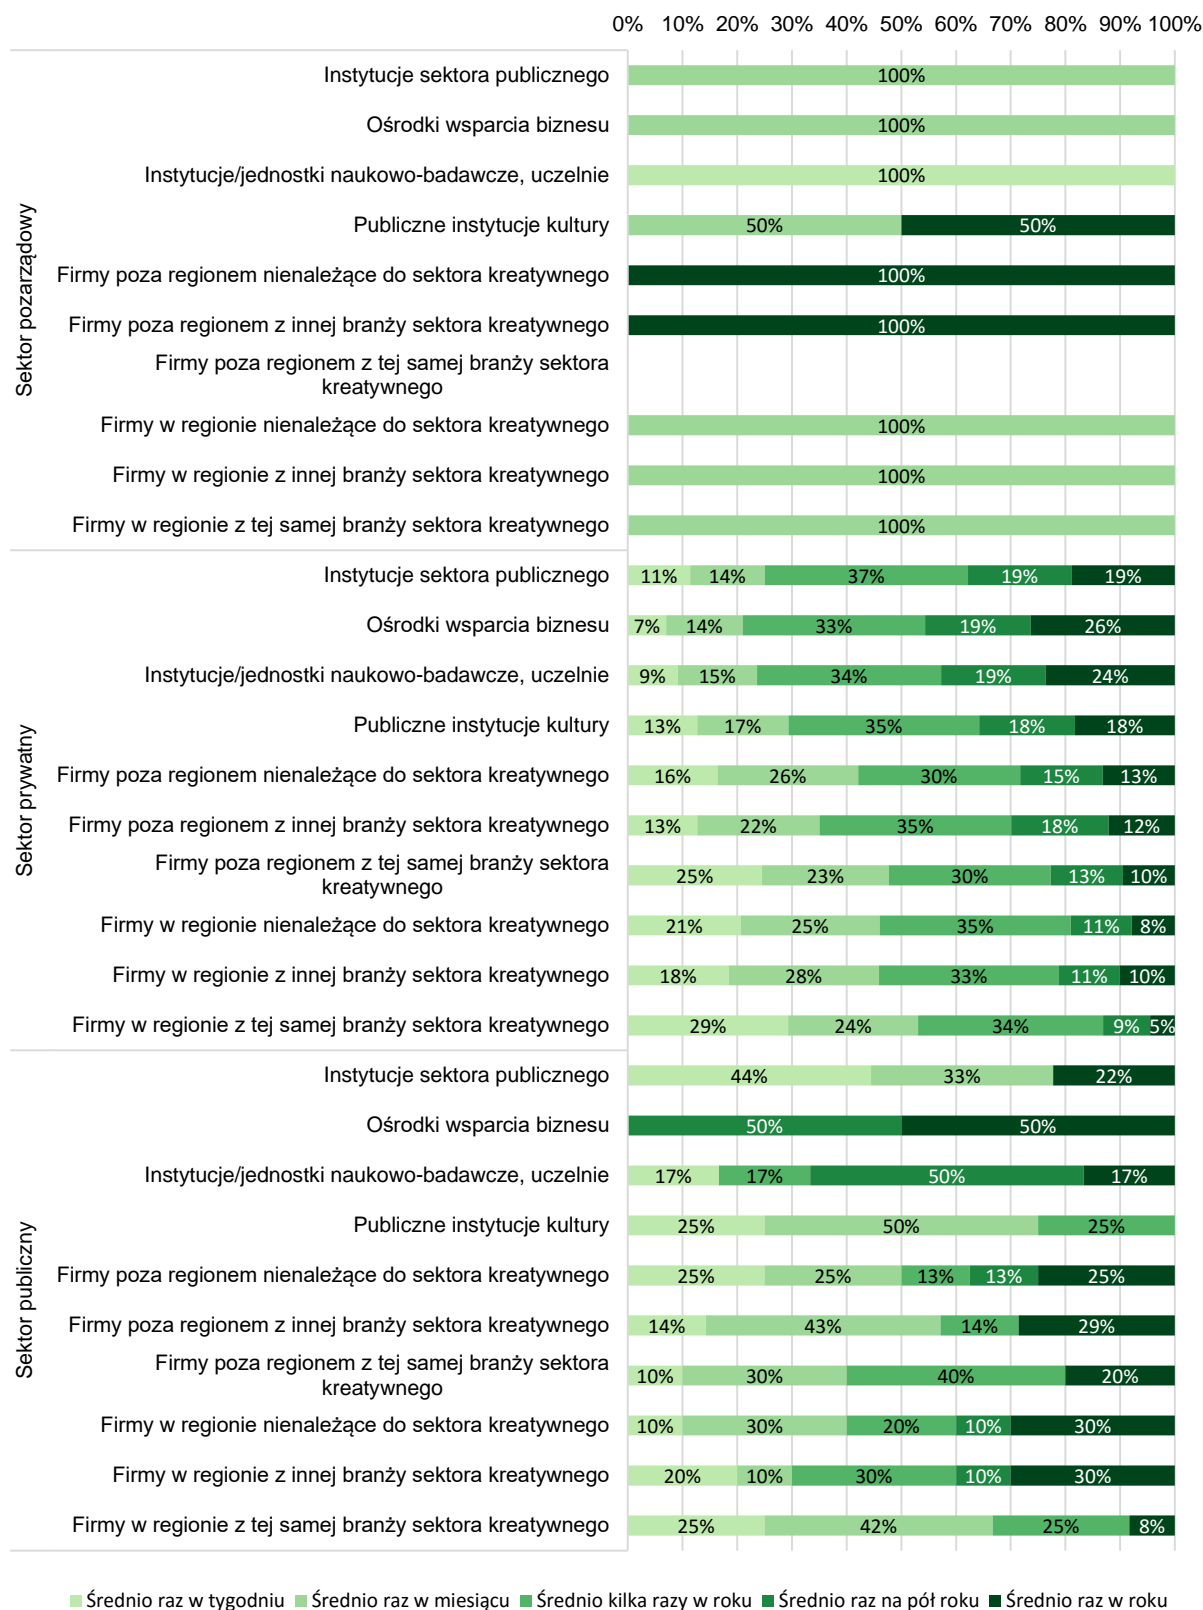 0% 10% 20% 30% 40% 50% 60% 70% 80% 90% 100%
Sektor pozarządowy
Instytucje sektora publicznego 100%
Ośrodki wsparcia biznesu 100%
Instytucje/jednostki naukowo-badawcze, uczelnie 100%
Publiczne instytucje kultury 50% 50%
Firmy poza regionem nienależące do sektora kreatywnego 100%
Firmy poza regionem z innej branży sektora kreatywnego 100%
Firmy poza regionem z tej samej branży sektora
kreatywnego
Firmy w regionie nienależące do sektora kreatywnego 100%
Firmy w regionie z innej branży sektora kreatywnego 100%
Firmy w regionie z tej samej branży sektora kreatywnego 100%
Sektor prywatny
Instytucje sektora publicznego 11% 14% 37% 19% 19%
Ośrodki wsparcia biznesu 7% 14% 33% 19% 26%
Instytucje/jednostki naukowo-badawcze, uczelnie 9% 15% 34% 19% 24%
Publiczne instytucje kultury 13% 17% 35% 18% 18%
Firmy poza regionem nienależące do sektora kreatywnego 16% 26% 30% 15% 13%
Firmy poza regionem z innej branży sektora kreatywnego 13% 22% 35% 18% 12%
Firmy poza regionem z tej samej branży sektora
kreatywnego 25% 23% 30% 13% 10%
Firmy w regionie nienależące do sektora kreatywnego 21% 25% 35% 11% 8%
Firmy w regionie z innej branży sektora kreatywnego 18% 28% 33% 11% 10%
Firmy w regionie z tej samej branży sektora kreatywnego 29% 24% 34% 9% 5%
Sektor publiczny
Instytucje sektora publicznego 44% 33% 22%
Ośrodki wsparcia biznesu 50% 50%
Instytucje/jednostki naukowo-badawcze, uczelnie 17% 17% 50% 17%
Publiczne instytucje kultury 25% 50% 25%
Firmy poza regionem nienależące do sektora kreatywnego 25% 25% 13% 13% 25%
Firmy poza regionem z innej branży sektora kreatywnego 14% 43% 14% 29%
Firmy poza regionem z tej samej branży sektora
kreatywnego 10% 30% 40% 20%
Firmy w regionie nienależące do sektora kreatywnego 10% 30% 20% 10% 30%
Firmy w regionie z innej branży sektora kreatywnego 20% 10% 30% 10% 30%
Firmy w regionie z tej samej branży sektora kreatywnego 25% 42% 25% 8%
Średnio raz w tygodniu Średnio raz w miesiącu Średnio kilka razy w roku Średnio raz na pół roku Średnio raz w roku